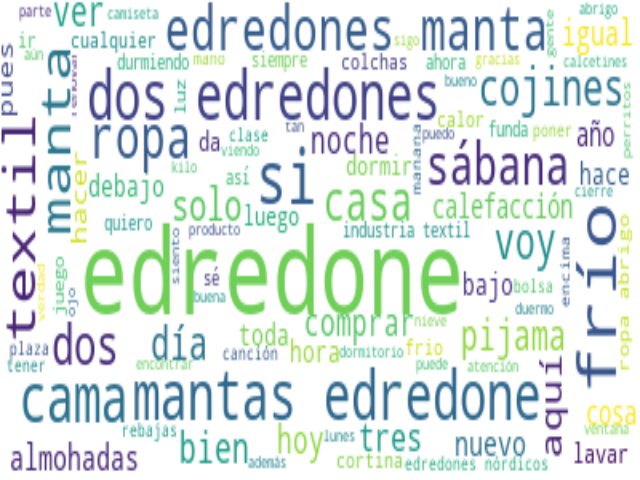 parte ver camiseta edredones manta gente abrigo igual
ir cualquier sigo
aún durmiendo mano siempre colchas ahora gracias calcetines
pues manta renovar dos edredones bueno cojines
luz calor
textil ropa da clase tan noche mañana puedo funda poner año perritos
viendo sábana
hacer debajo kilo así si dormir hace
solo casa calefacción cierre
quiero luego industria textil
edredone siento producto voy encima frío ropa abrigo
verdad juego ojo sé bajo bolsa
buena duermo
comprar nieve
plaza dos día toda pijama
canción hora dormitorio frio
tener encontrar puede atención aquí
cama mantas edredone cosa
rebajas ventana
almohadas bien hoy lunes tres nuevo lavar
además cortina edredones nórdicos